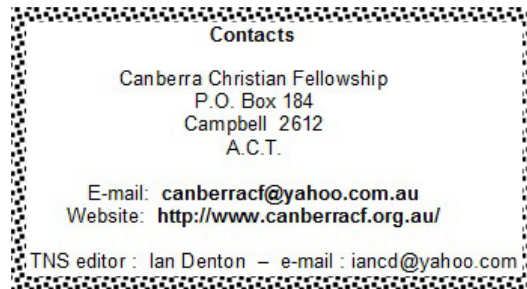 Contacts
Canberra Christian Fellowship
P.O. Box 184
Campbell  2612
A.C.T.
E-mail:  canberracf@yahoo.com.au
Website:  http://www.canberracf.org.au/
TNS editor :  Ian Denton  –  e-mail : iancd@yahoo.com